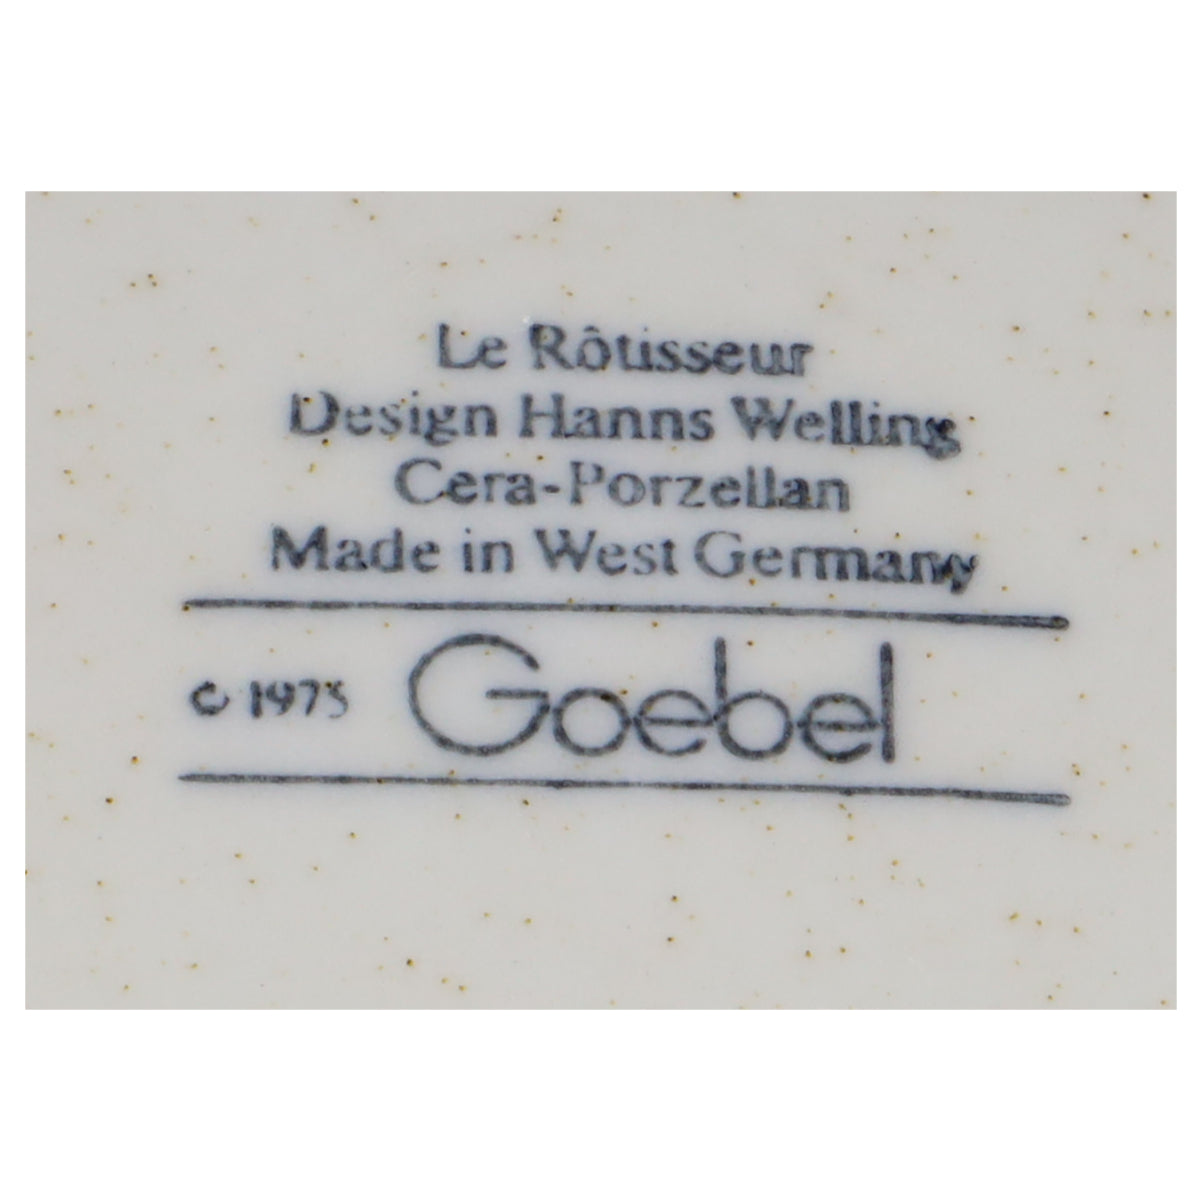 Le Rôtisseur
Design Hanns Welling
Cera-Porzellan
Made in West Germany
© 1975 Goebel